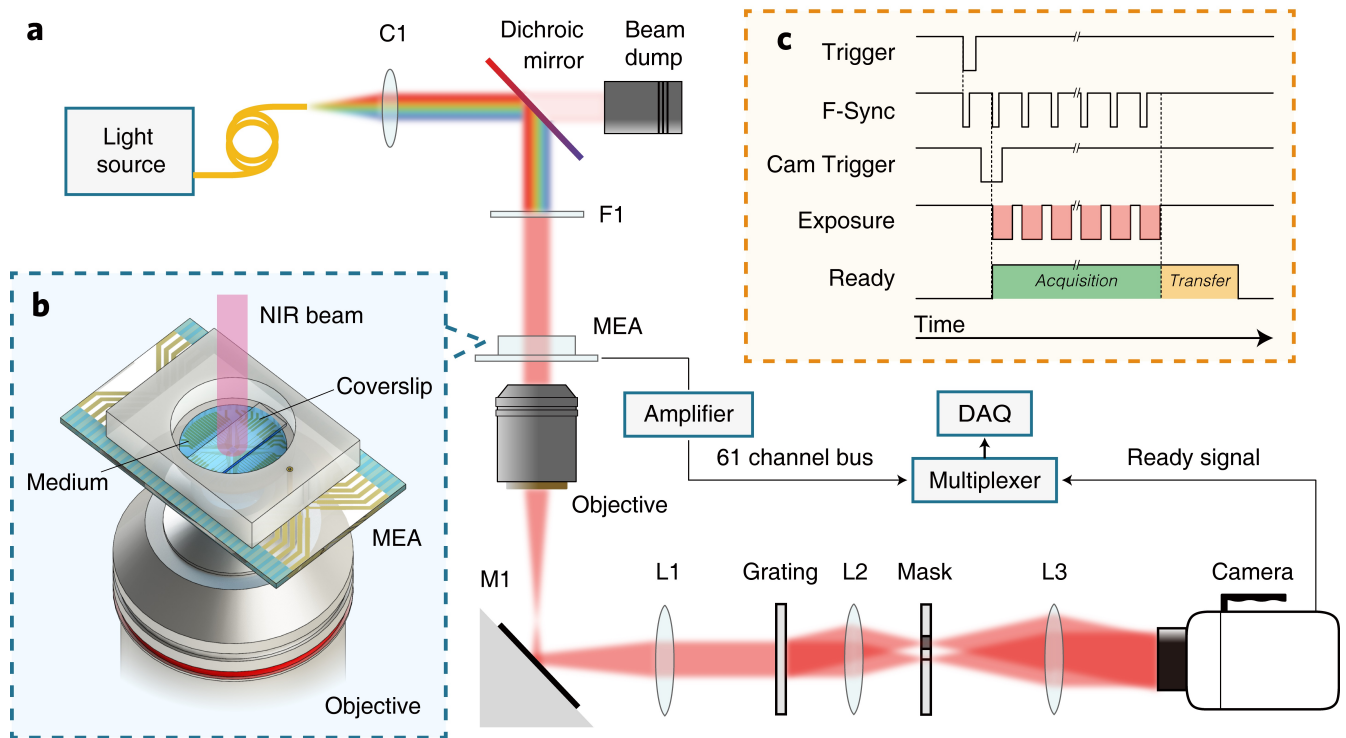 a
C1
Dichroic
mirror
Beam
dump
Light
source
F1
MEA
Amplifier
61 channel bus
DAQ
Multiplexer
Ready signal
Objective
M1
L1
Grating
L2
Mask
L3
Camera
b
NIR beam
Coverslip
Medium
MEA
Objective
c
Trigger
F-Sync
Cam Trigger
Exposure
Ready
Acquisition
Transfer
Time